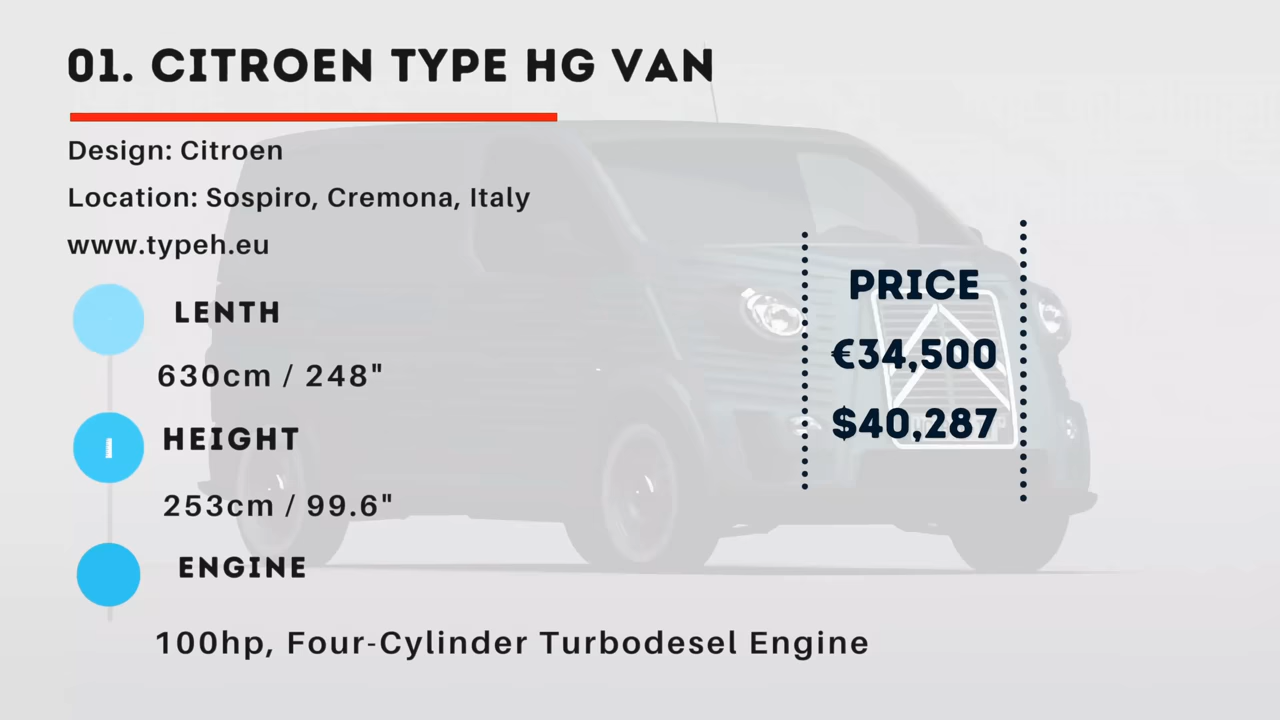 01. CITROEN TYPE HG VAN
Design: Citroen
Location: Sospiro, Cremona, Italy
www.typeh.eu
LENTH
630cm / 248"
HEIGHT
253cm / 99.6"
ENGINE
100hp, Four-Cylinder Turbodesel Engine
PRICE
€34,500
$40,287